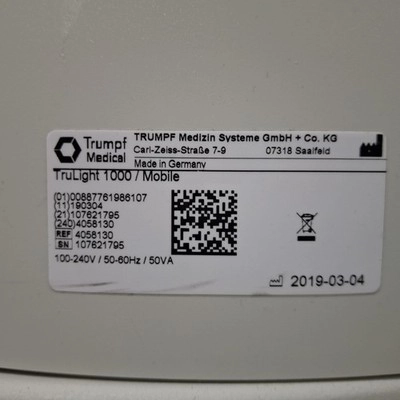 Trumpf
Medical
TRUMPF Medizin Systeme GmbH + Co. KG
Carl-Zeiss-Straße 7-9 07318 Saalfeld
Made in Germany
TruLight 1000 / Mobile
(01)00887761986107
(11)190304
(21)107621795
(240)4058130
REF 4058130
SN 107621795
100-240V / 50-60Hz / 50VA
2019-03-04